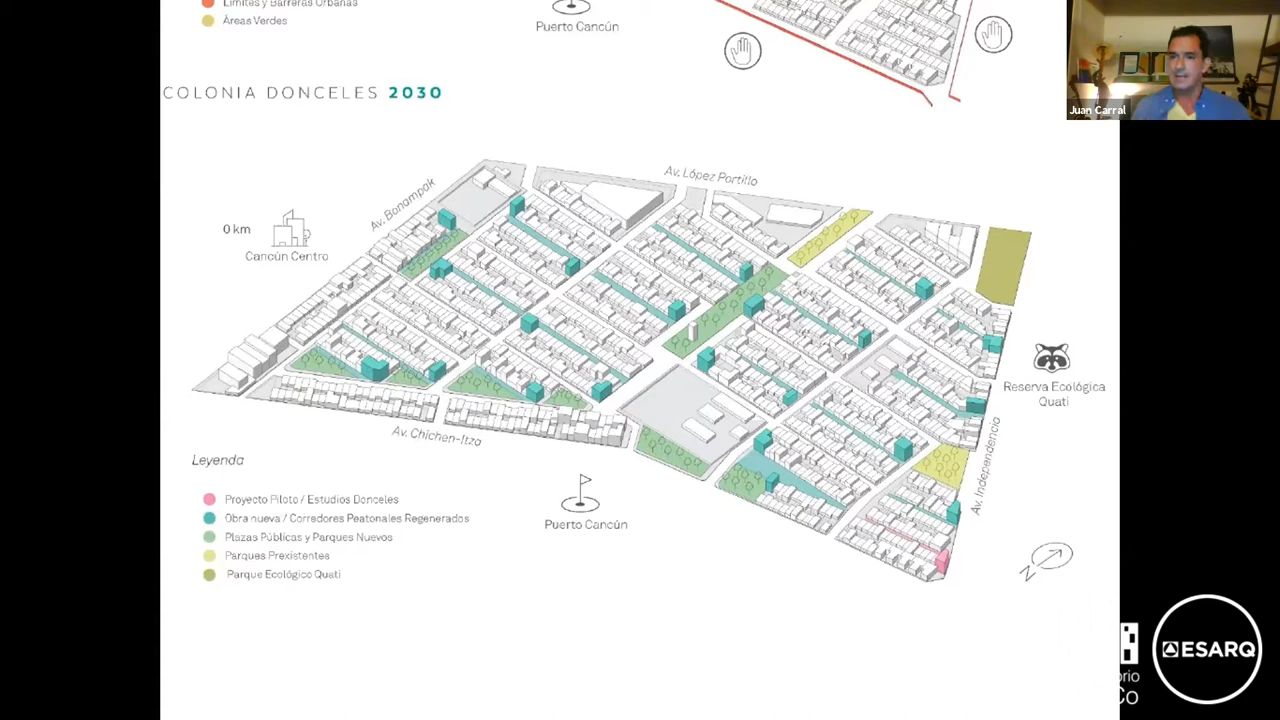 Límites y Barreras Urbanas
Áreas Verdes
Puerto Cancún
Juan Carral
COLONIA DONCELES 2030
Av. López Portillo
Av. Bonampak
0 km
Cancún Centro
Reserva Ecológica
Quati
Av. Chichen-Itza
Av. Independencia
Leyenda
Proyecto Piloto / Estudios Donceles
Obra nueva / Corredores Peatonales Regenerados
Plazas Públicas y Parques Nuevos
Parques Prexistentes
Parque Ecológico Quati
Puerto Cancún
N
ESARQ